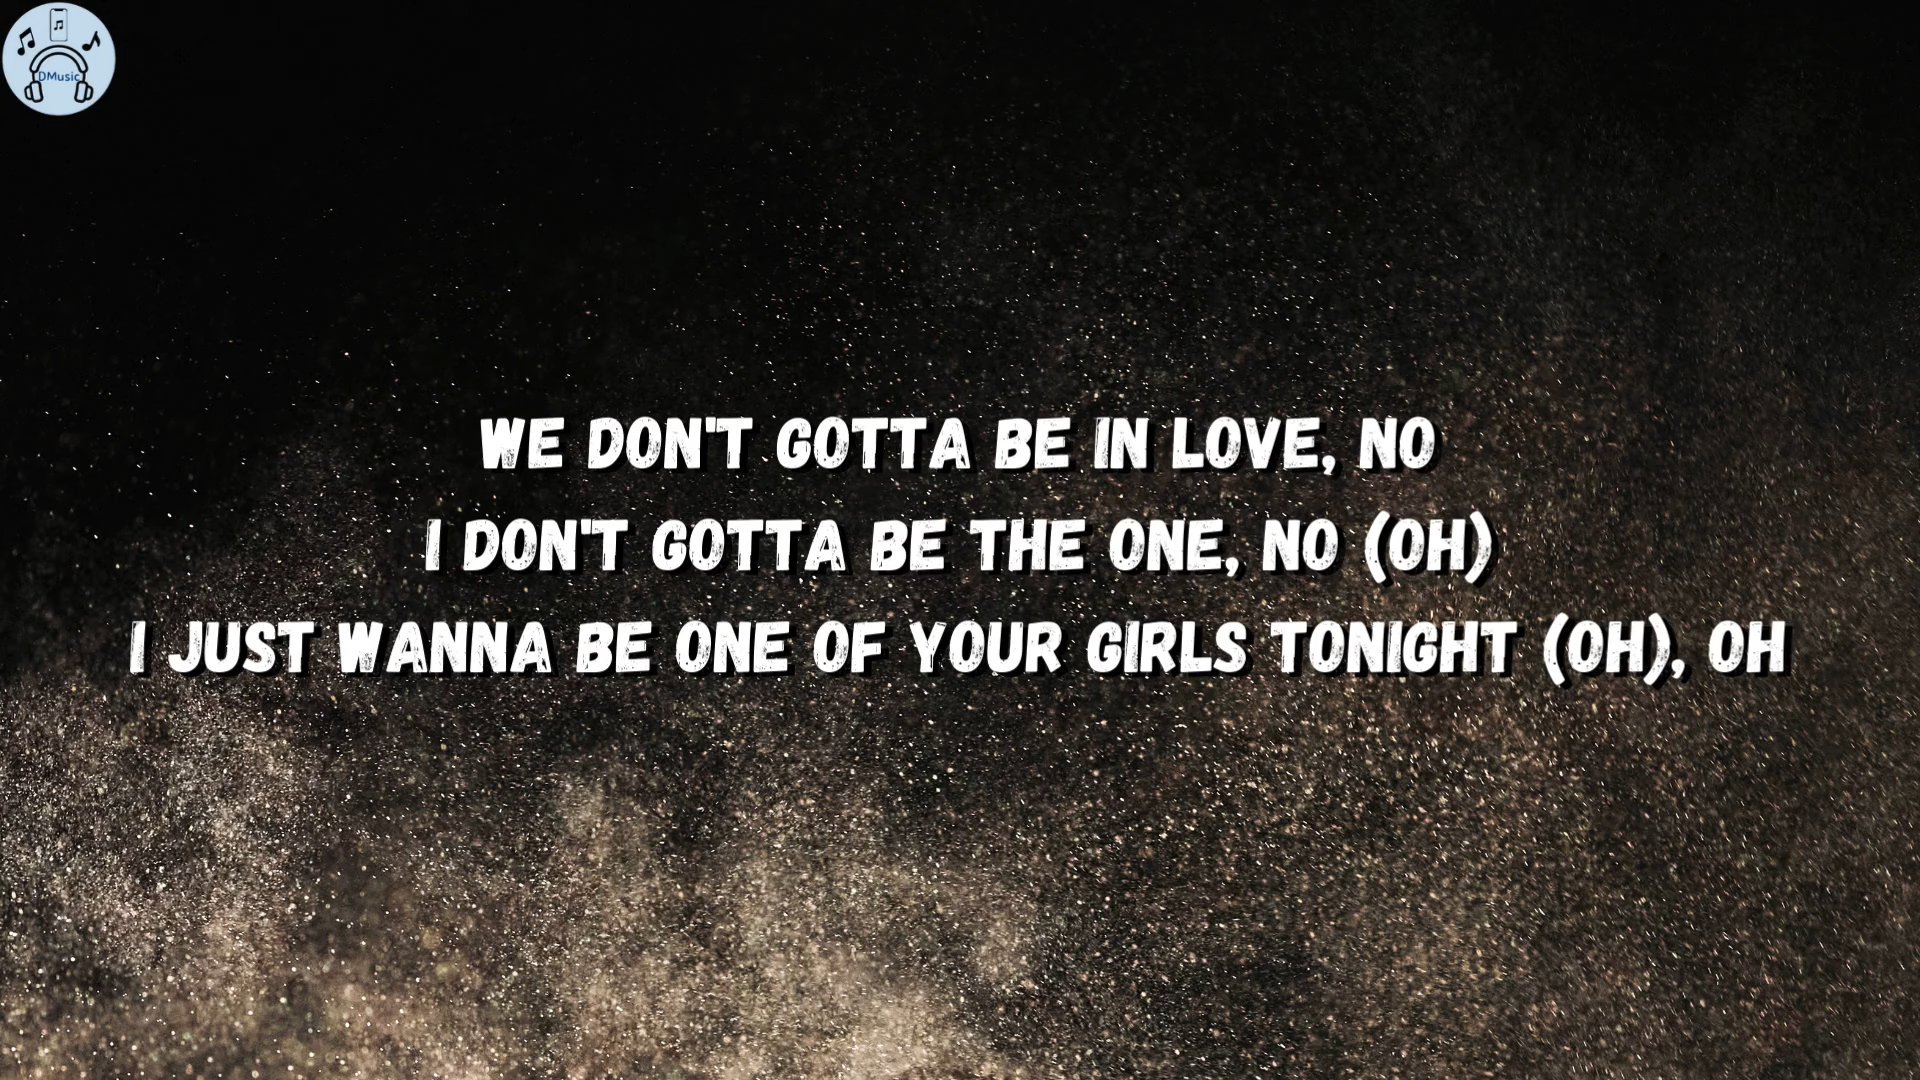 DMusic
WE DON'T GOTTA BE IN LOVE, NO
I DON'T GOTTA BE THE ONE, NO (OH)
I JUST WANNA BE ONE OF YOUR GIRLS TONIGHT (OH), OH